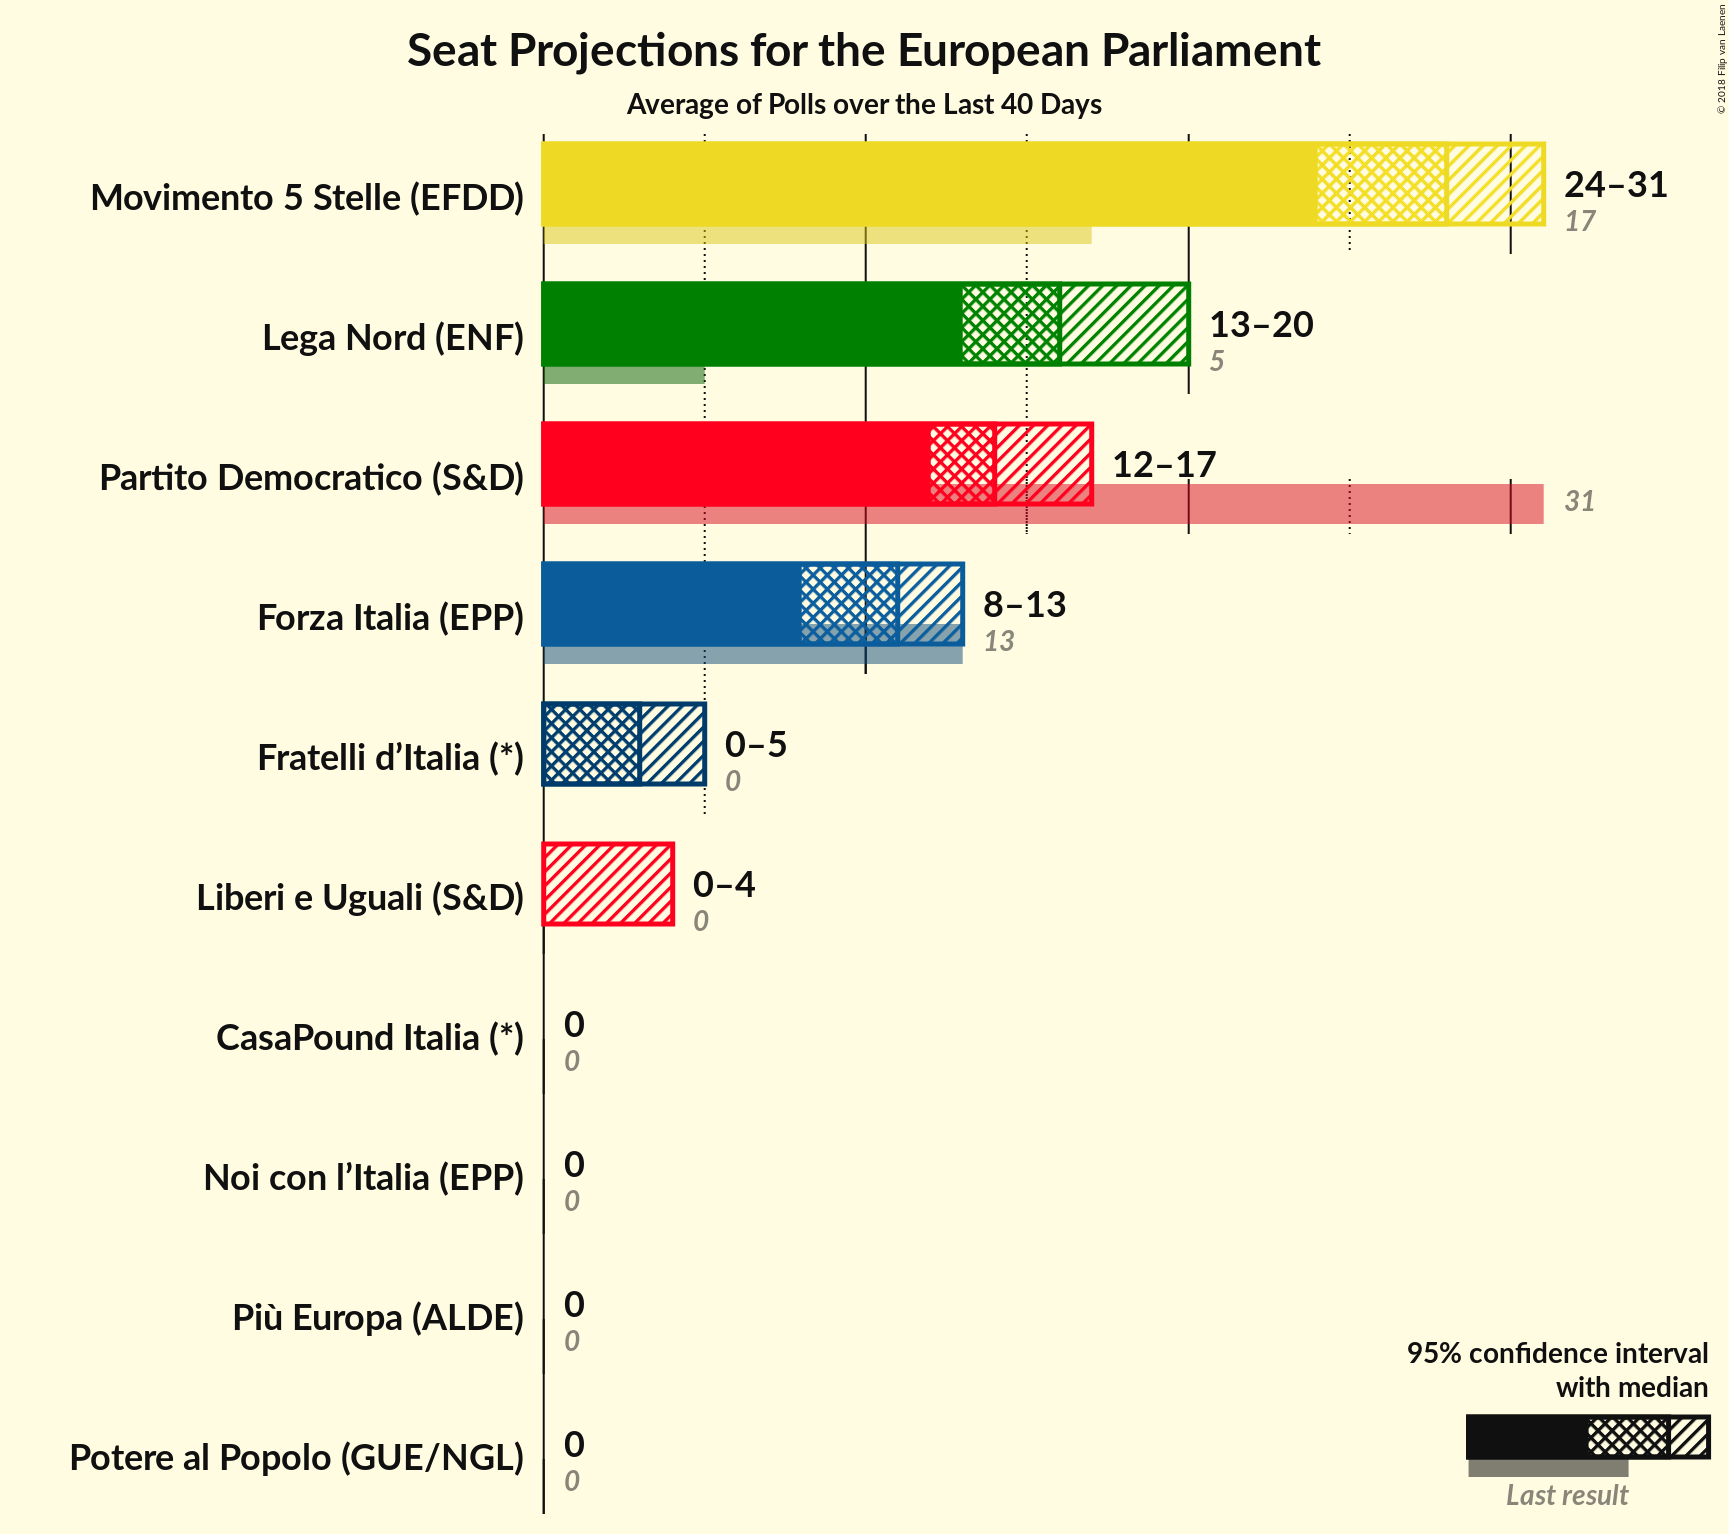 Seat Projections for the European Parliament
Average of Polls over the Last 40 Days
© 2018 Filip van Laenen
Movimento 5 Stelle (EFDD)
24–31
17
Lega Nord (ENF)
13–20
5
Partito Democratico (S&D)
12–17
31
Forza Italia (EPP)
8–13
13
Fratelli d’Italia (*)
0–5
0
Liberi e Uguali (S&D)
0–4
0
CasaPound Italia (*)
0
0
Noi con l’Italia (EPP)
0
0
Più Europa (ALDE)
0
0
Potere al Popolo (GUE/NGL)
0
0
95% confidence interval
with median
Last result